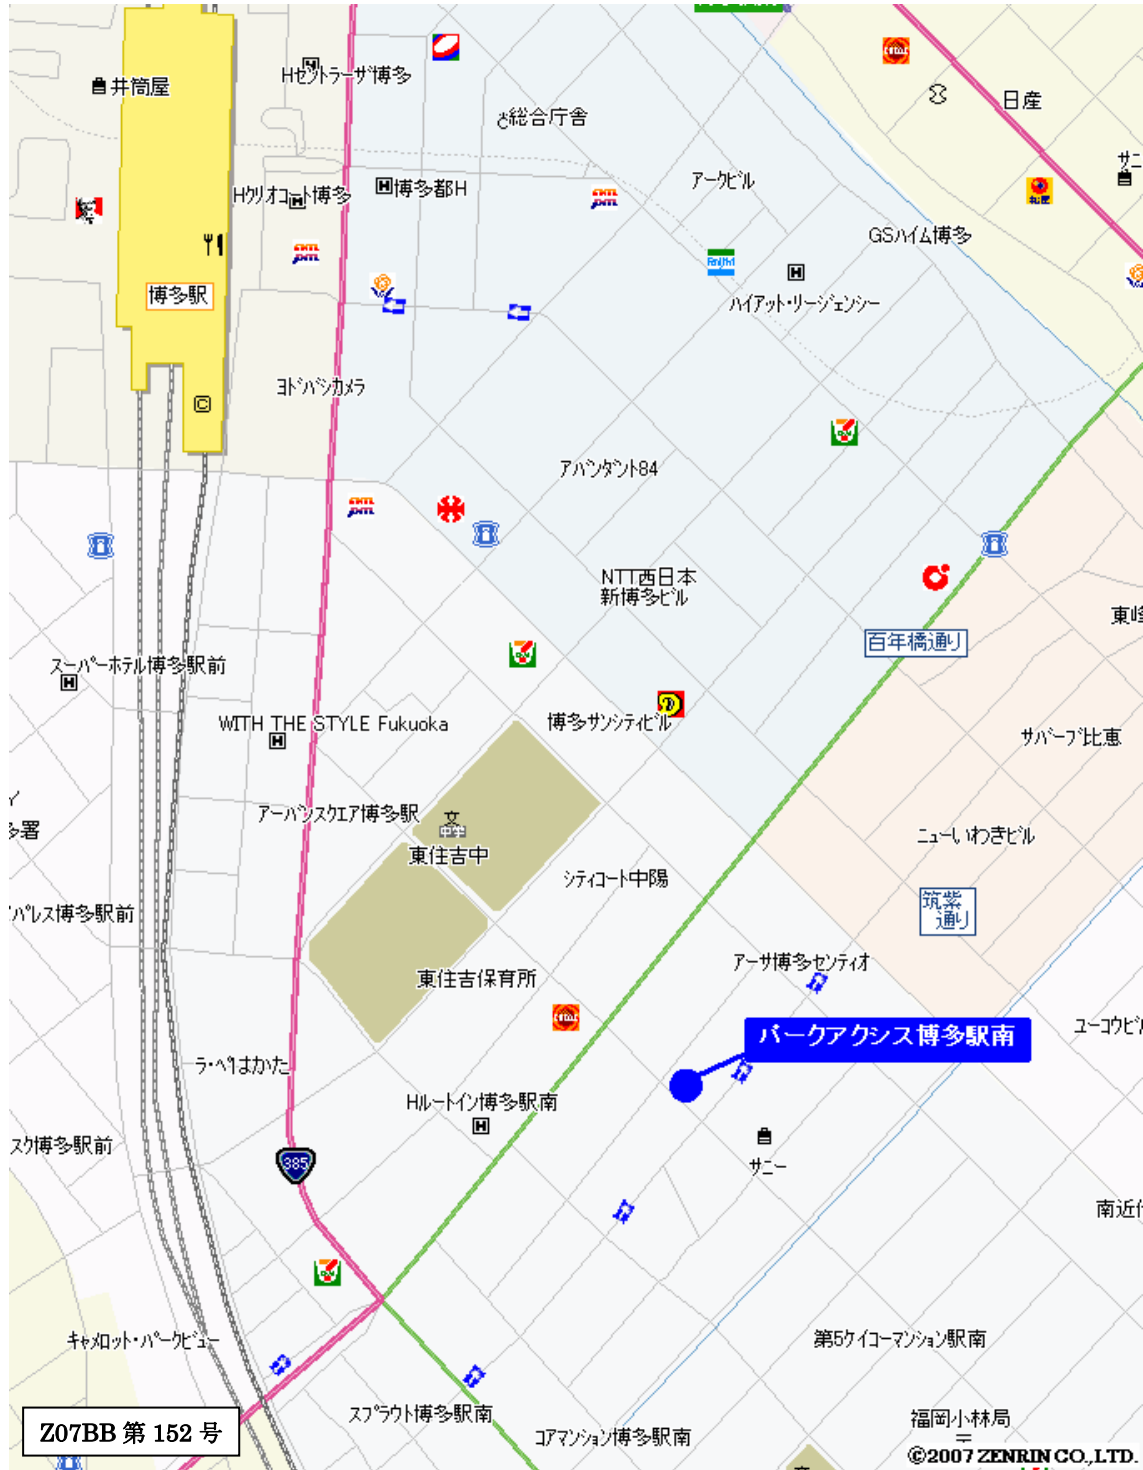 井筒屋
Hセントラーザ博多
総合庁舎
日産
サニ
Hクリオコート博多
博多都H
アークビル
GSハイム博多
博多駅
ハイアット・リージェンシー
ヨドバシカメラ
アバンダント84
NTT西日本
新博多ビル
東峰
百年橋通り
スーパーホテル博多駅前
WITH THE STYLE Fukuoka
博多サンシティビル
サバーブ比恵
アーバンスクエア博多駅
中学
東住吉中
ニューいわきビル
多署
シティコート中陽
パレス博多駅前
筑紫
通り
アーサ博多センティオ
東住吉保育所
パークアクシス博多駅南
ユーコウビル
ラ・ペイはかた
Hルートイン博多駅南
スク博多駅前
385
サニー
南近代
キャメロット・パークビュー
第5ケイコーマンション駅南
スプラウト博多駅南
コアマンション博多駅南
福岡小林局
Z07BB 第 152 号
©2007 ZENRIN CO., LTD.